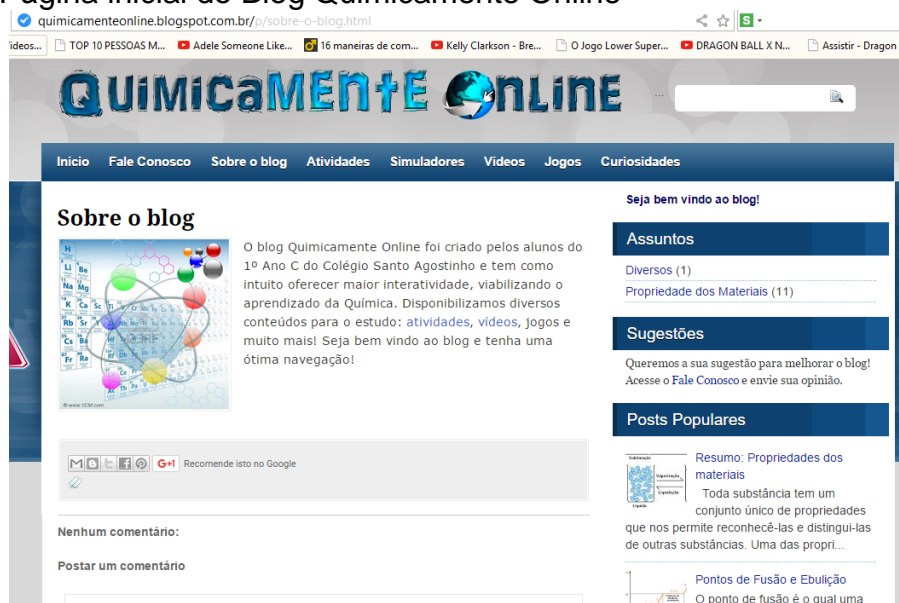 Página inicial do Blog Quimicamente Online
quimicamenteonline.blogspot.com.br/p/sobre-o-blog.html
ideos...
TOP 10 PESSOAS M...
Adele Someone Like...
16 maneiras de com...
Kelly Clarkson - Bre...
O Jogo Lower Super...
DRAGON BALL X N...
Assistir - Dragon
QUiMiCaMEnTE OnLinE
...
Inicio
Fale Conosco
Sobre o blog
Atividades
Simuladores
Videos
Jogos
Curiosidades
Sobre o blog
O blog Quimicamente Online foi criado pelos alunos do
1º Ano C do Colégio Santo Agostinho e tem como
intuito oferecer maior interatividade, viabilizando o
aprendizado da Química. Disponibilizamos diversos
conteúdos para o estudo: atividades, vídeos, jogos e
muito mais! Seja bem vindo ao blog e tenha uma
ótima navegação!
G+1 Recomende isto no Google
Nenhum comentário:
Postar um comentário
Seja bem vindo ao blog!
Assuntos
Diversos (1)
Propriedade dos Materiais (11)
Sugestões
Queremos a sua sugestão para melhorar o blog!
Acesse o Fale Conosco e envie sua opinião.
Posts Populares
Resumo: Propriedades dos
materiais
Toda substância tem um
conjunto único de propriedades
que nos permite reconhecê-las e distingui-las
de outras substâncias. Uma das propri...
Pontos de Fusão e Ebulição
O ponto de fusão é o qual uma